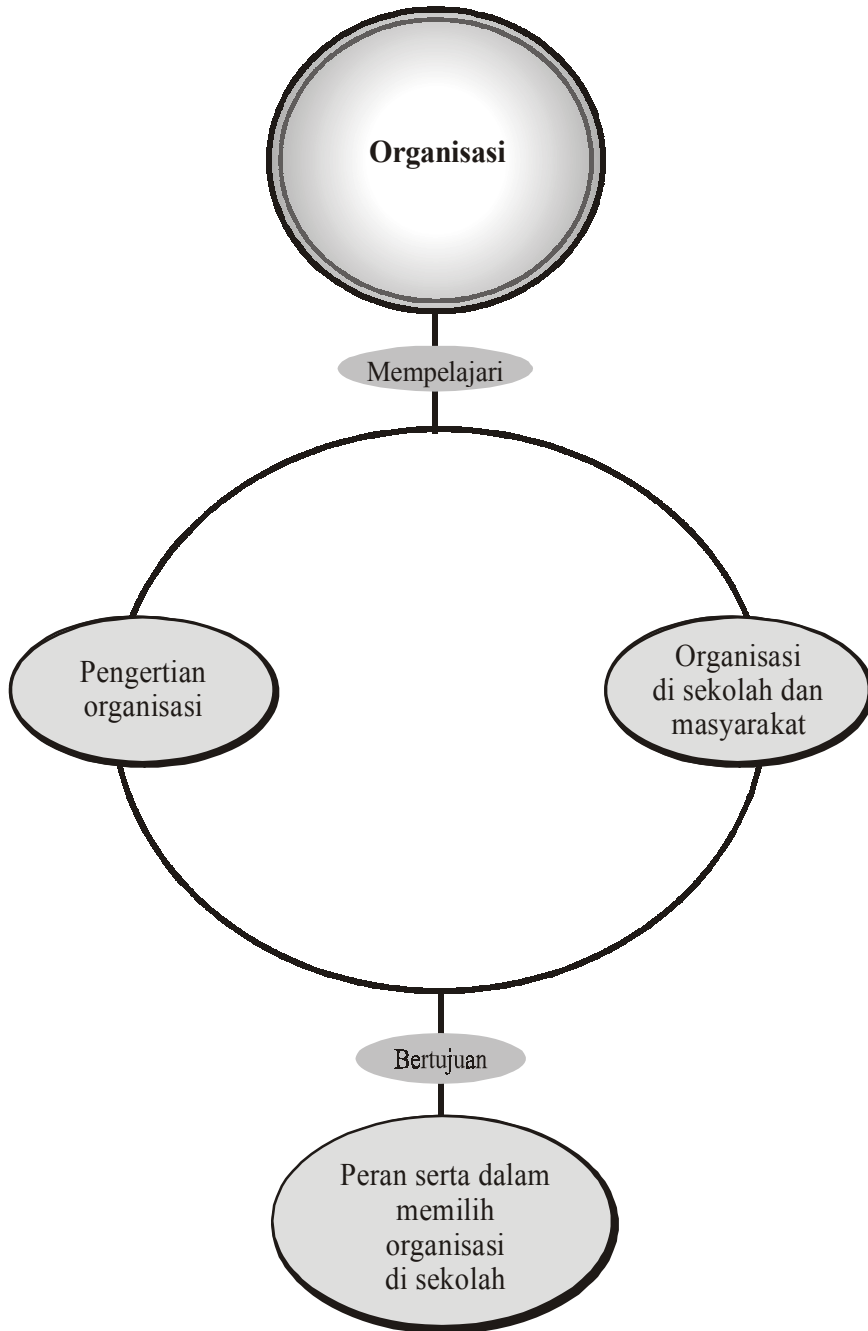 Organisasi
Mempelajari
Pengertian
organisasi
Organisasi
di sekolah dan
masyarakat
Bertujuan
Peran serta dalam
memilih
organisasi
di sekolah